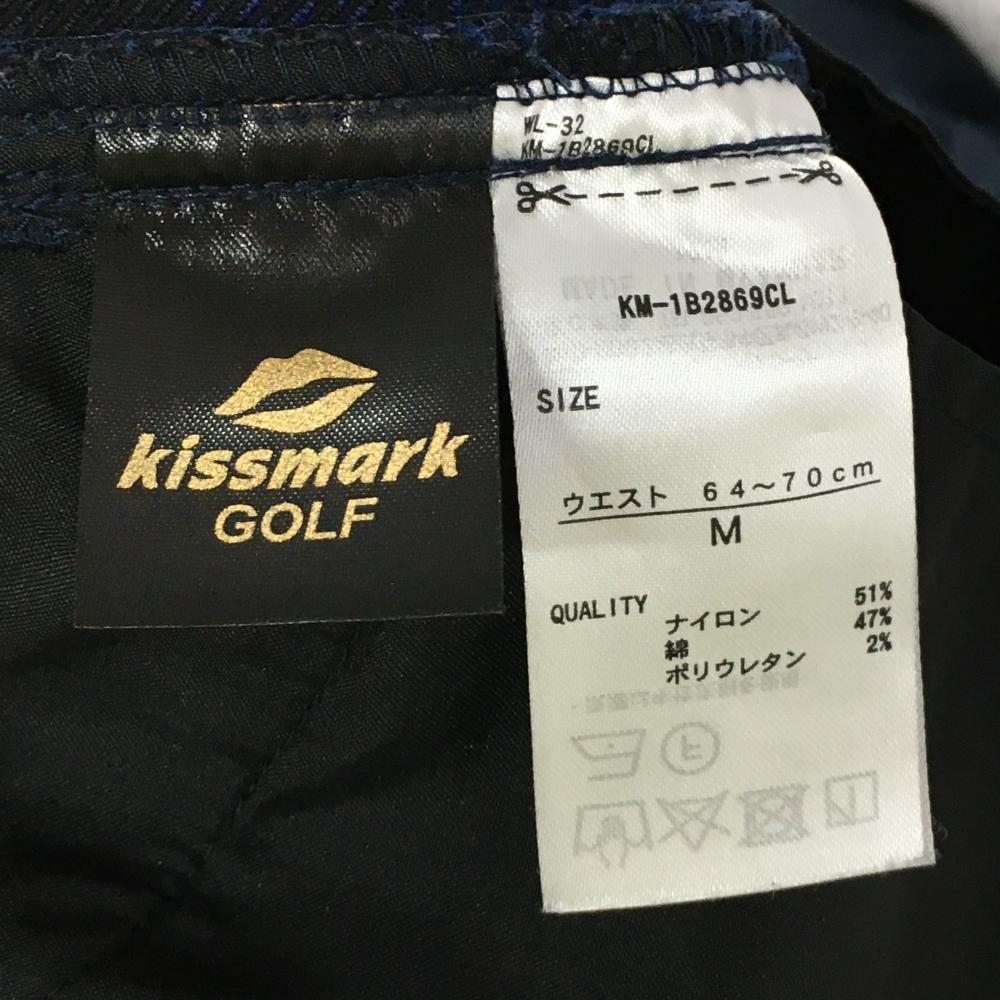 kissmark
GOLF
WL-32
KM-1B2869CL
KM-1B2869CL
SIZE
ウエスト 64～70cm
M
QUALITY
ナイロン 51%
綿 47%
ポリウレタン 2%